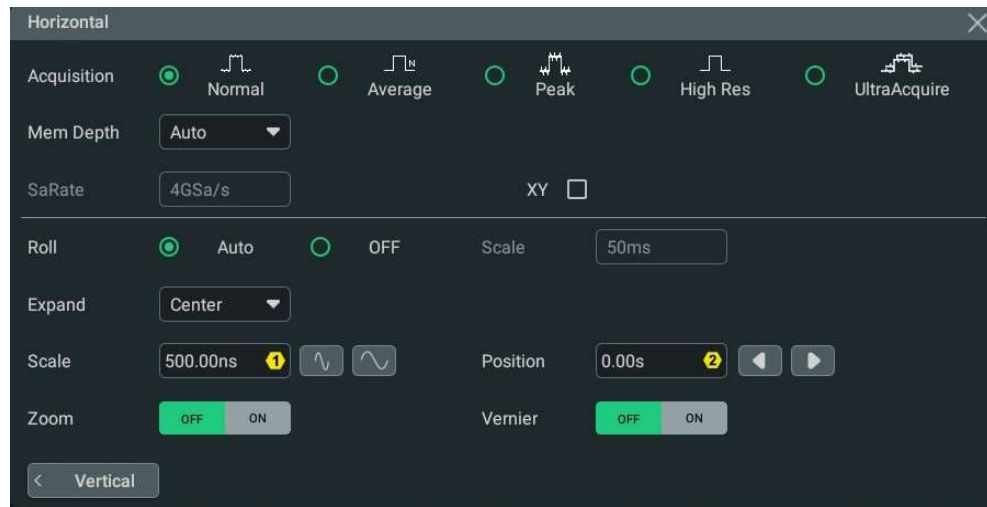 Horizontal
Acquisition Normal N Average Peak High Res UltraAcquire
Mem Depth Auto
SaRate 4GSa/s XY
Roll Auto OFF Scale 50ms
Expand Center
Scale 500.00ns 1 Position 0.00s 2
Zoom OFF ON Vernier OFF ON
< Vertical